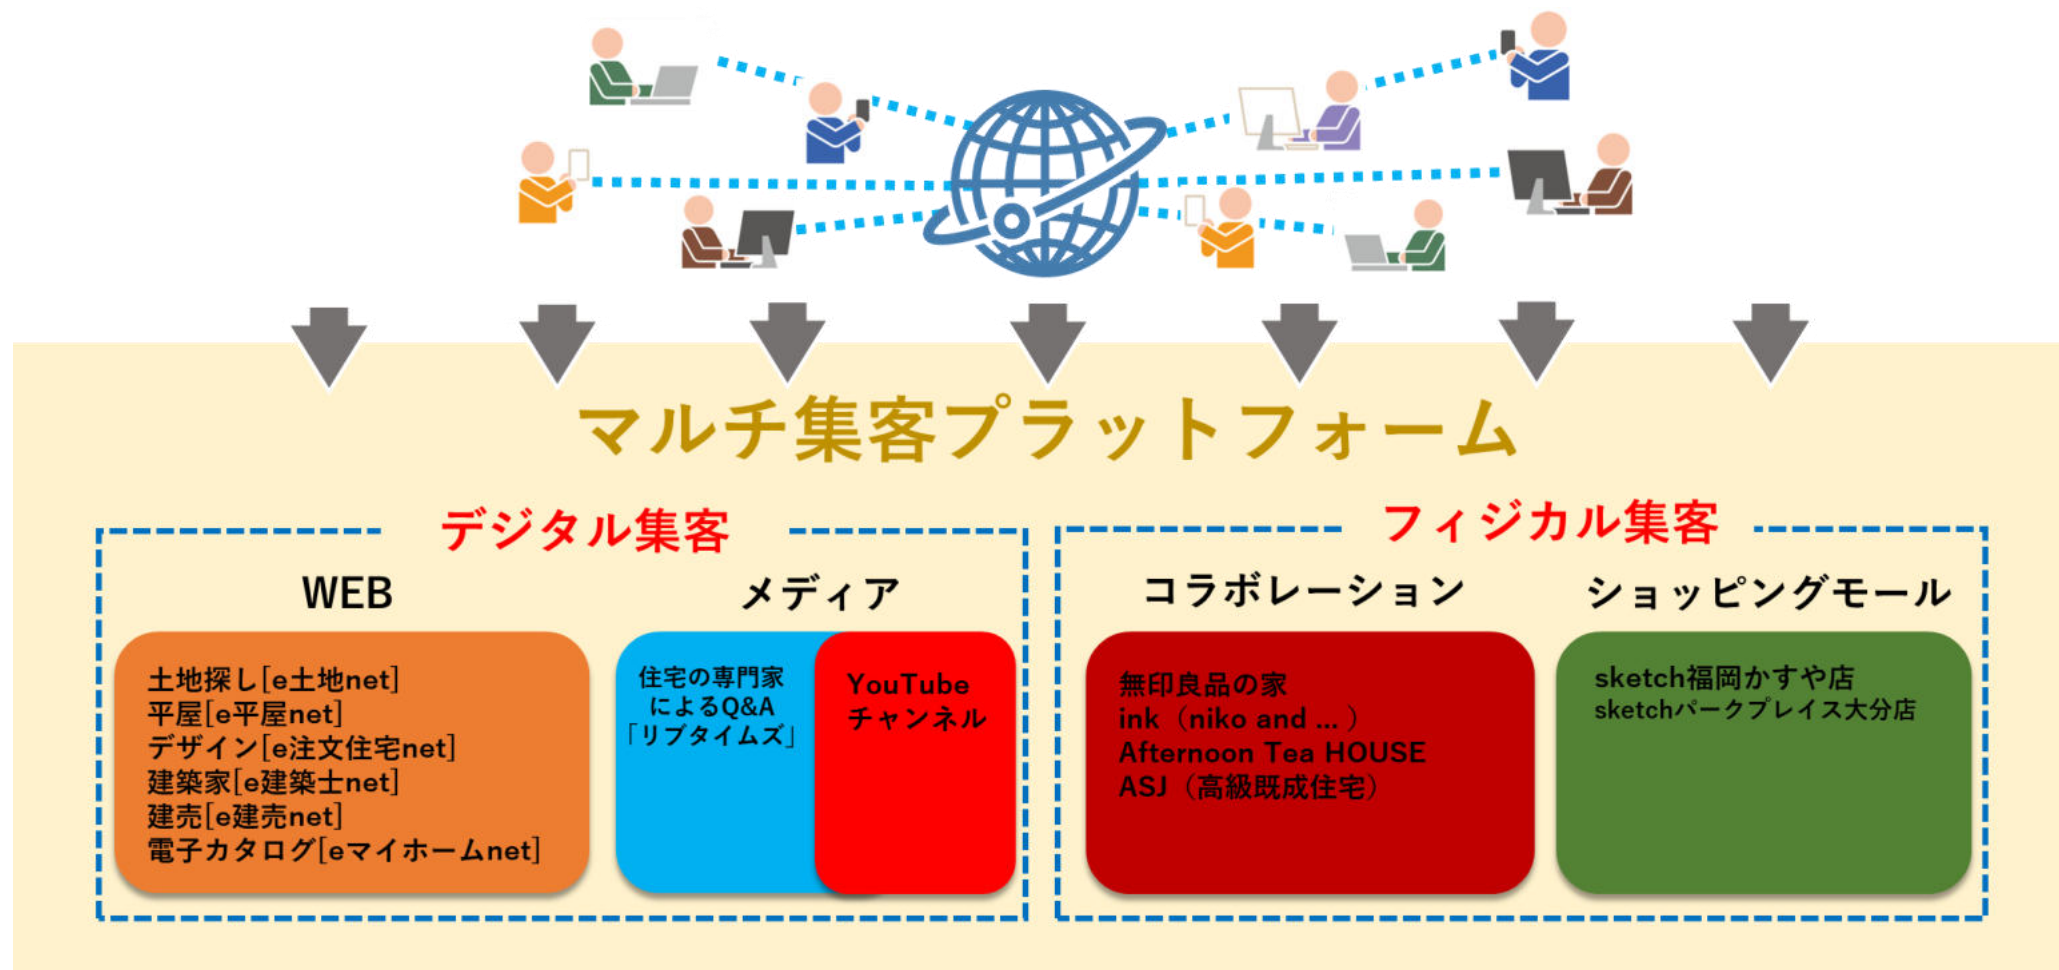 マルチ集客プラットフォーム
デジタル集客
WEB
土地探し[e土地net]
平屋[e平屋net]
デザイン[e注文住宅net]
建築家[e建築士net]
建売[e建売net]
電子カタログ[eマイホームnet]
メディア
住宅の専門家
によるQ&A
「リブタイムズ」
YouTube
チャンネル
フィジカル集客
コラボレーション
無印良品の家
ink（niko and ... ）
Afternoon Tea HOUSE
ASJ（高級既成住宅）
ショッピングモール
sketch福岡かすや店
sketchパークプレイス大分店